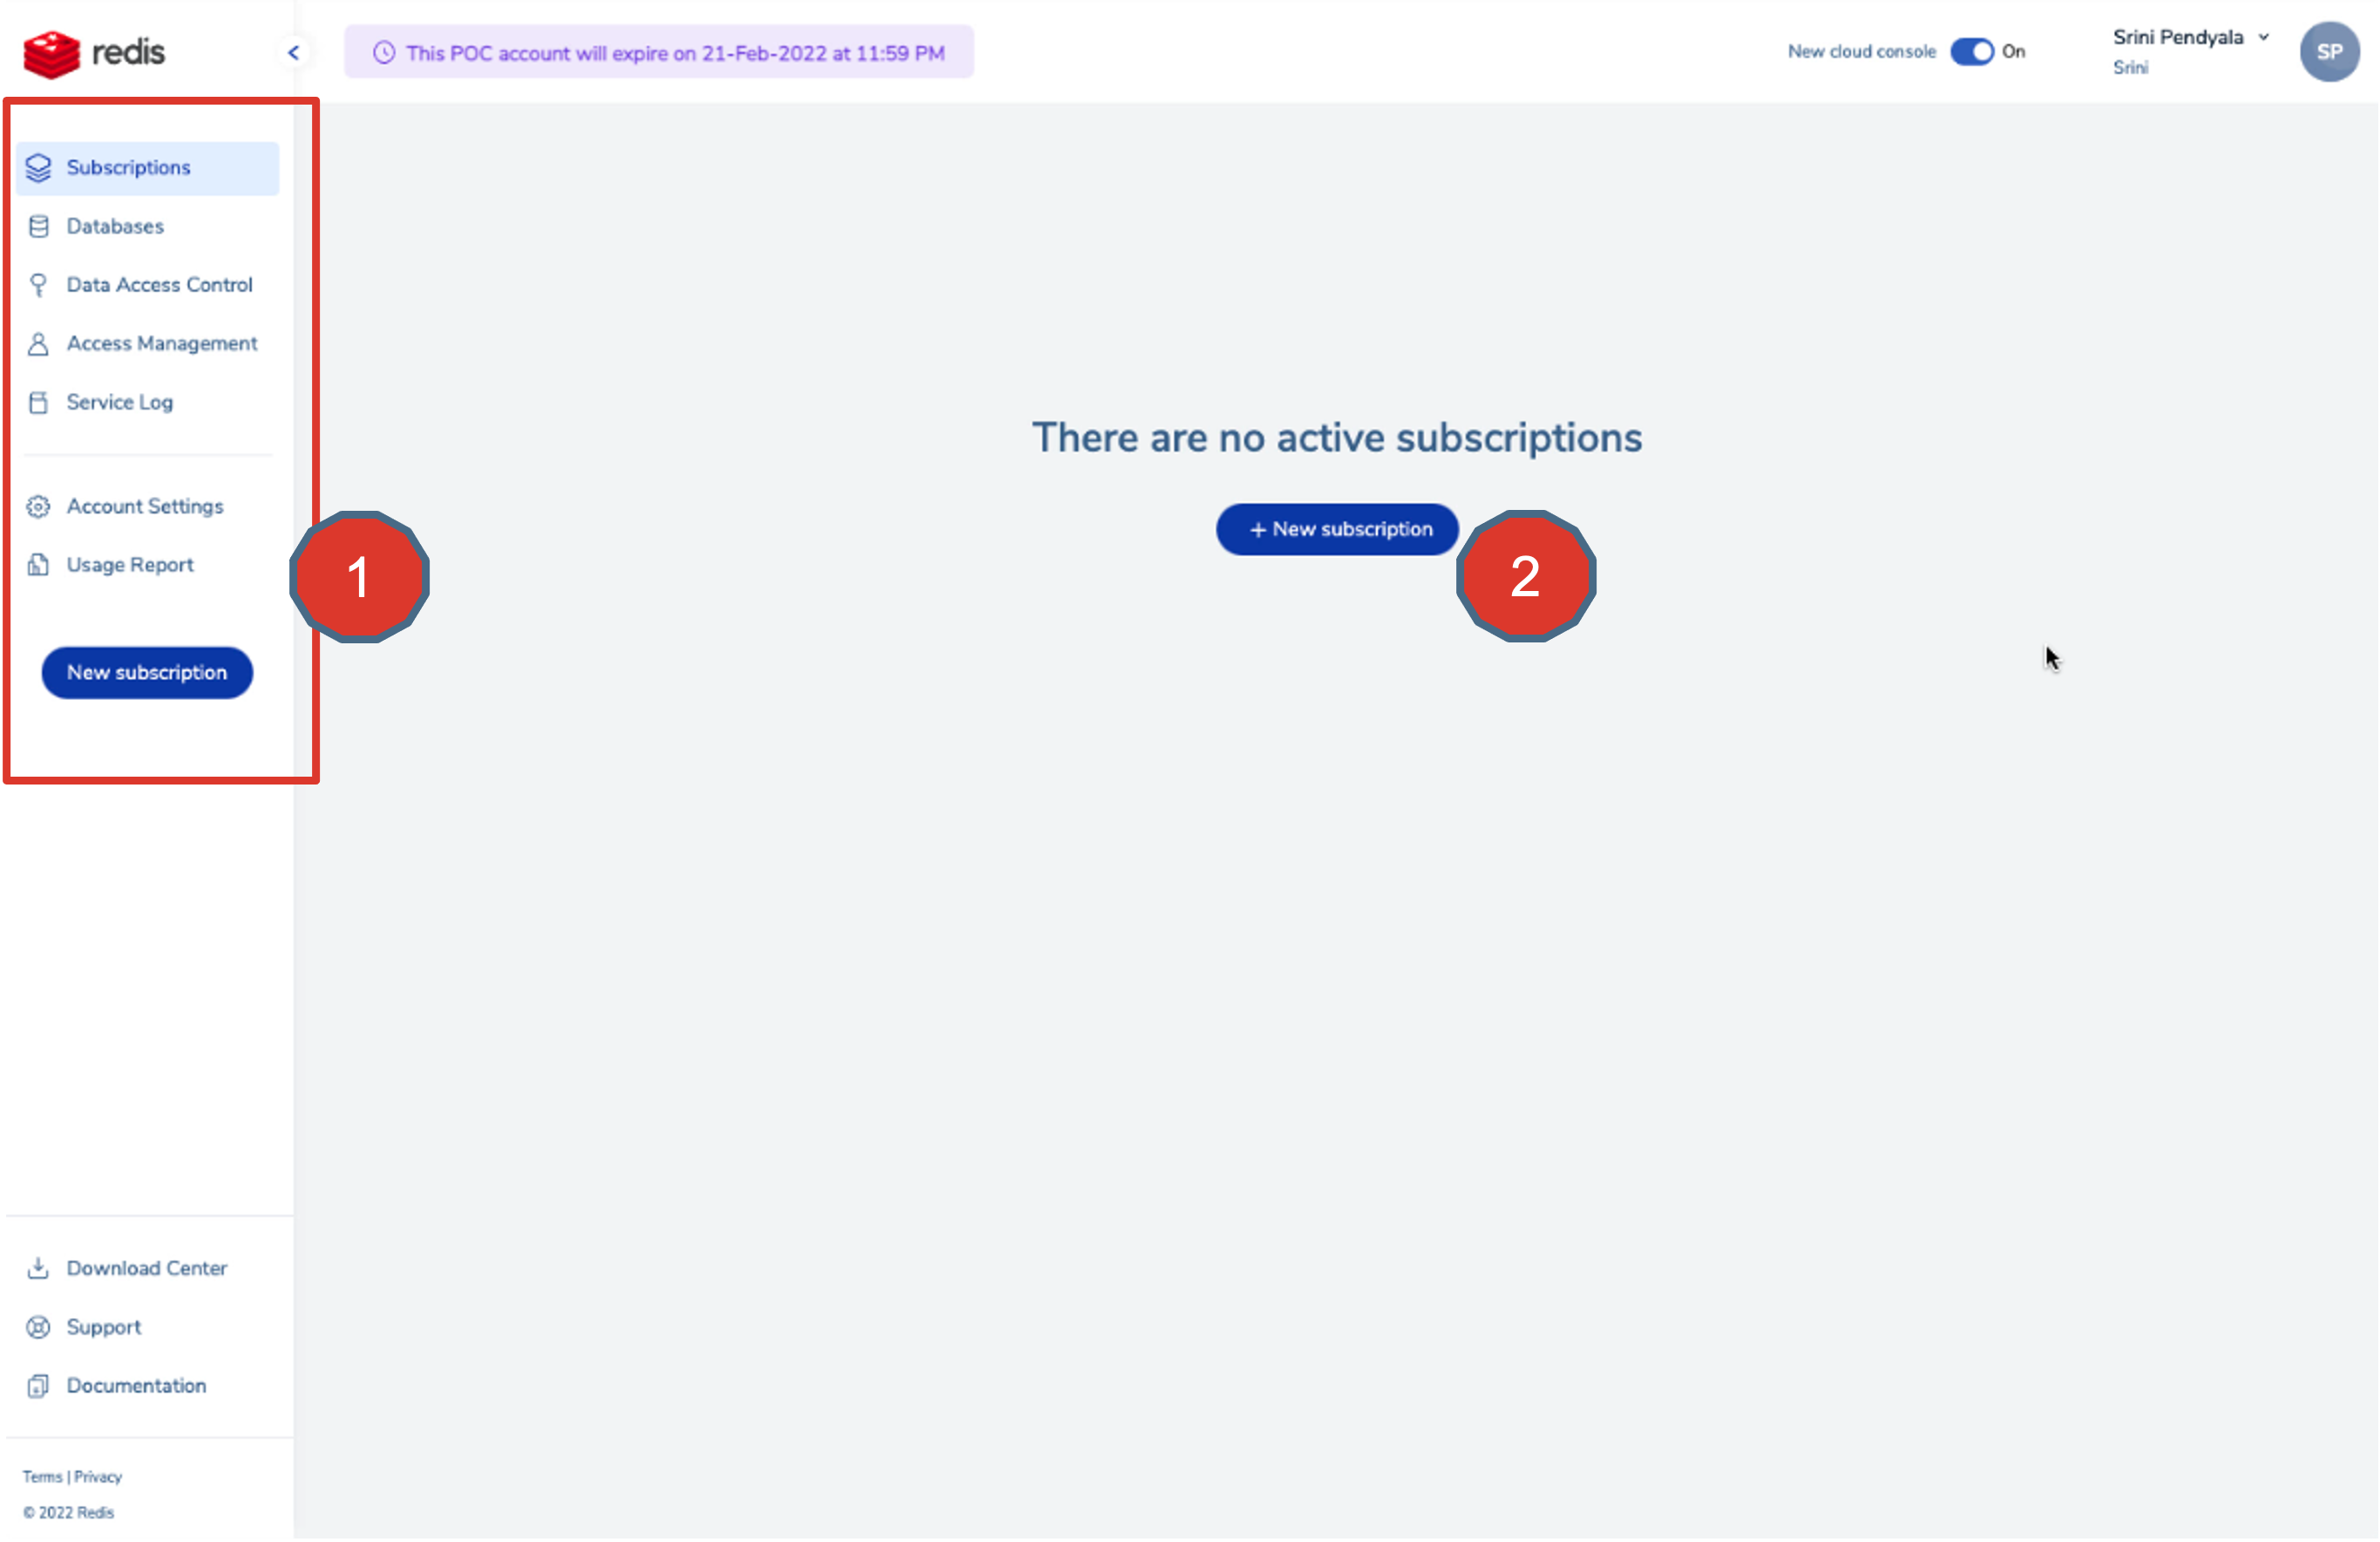 redis
This POC account will expire on 21-Feb-2022 at 11:59 PM
New cloud console On
Srini Pendyala
Srini
SP
Subscriptions
Databases
Data Access Control
Access Management
Service Log
Account Settings
Usage Report
New subscription
1
There are no active subscriptions
+ New subscription
2
Download Center
Support
Documentation
Terms | Privacy
© 2022 Redis